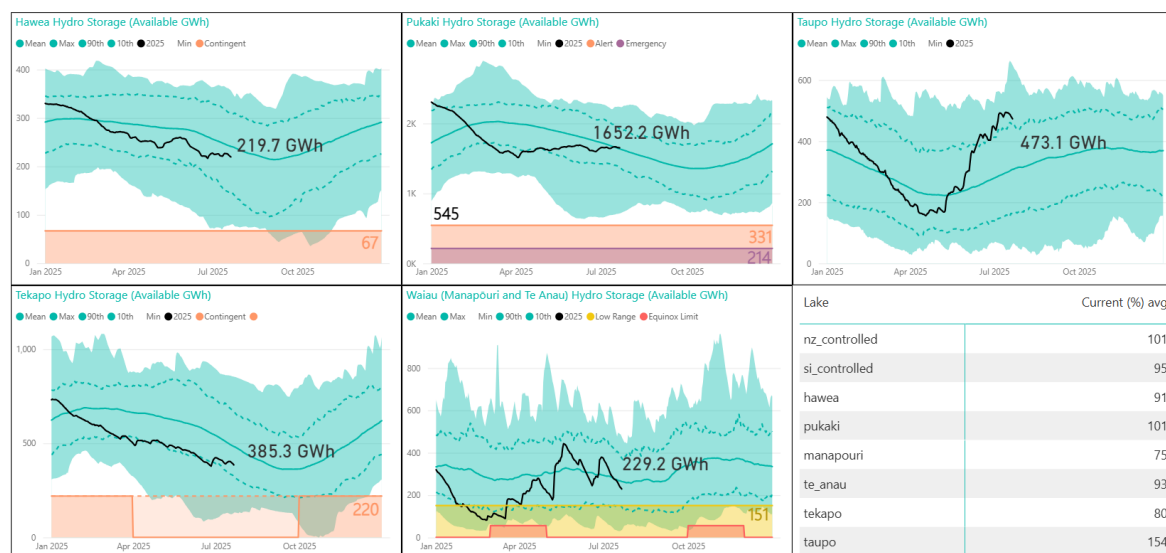 Hawea Hydro Storage (Available GWh)
Mean Max 90th 10th 2025 Min Contingent
400
300
200
100
0
219.7 GWh
67
Jan 2025 Apr 2025 Jul 2025 Oct 2025
Pukaki Hydro Storage (Available GWh)
Mean Max 90th 10th Min 2025 Alert Emergency
2K
1K
0K
1652.2 GWh
545
331
214
Jan 2025 Apr 2025 Jul 2025 Oct 2025
Taupo Hydro Storage (Available GWh)
Mean Max 90th 10th Min 2025
600
400
200
0
473.1 GWh
Jan 2025 Apr 2025 Jul 2025 Oct 2025
Tekapo Hydro Storage (Available GWh)
Mean Max 90th 10th Min 2025 Contingent
1,000
500
0
385.3 GWh
220
Jan 2025 Apr 2025 Jul 2025 Oct 2025
Waiau (Manapōuri and Te Anau) Hydro Storage (Available GWh)
Mean Max Min 90th 10th 2025 Low Range Equinox Limit
800
600
400
200
0
229.2 GWh
151
Jan 2025 Apr 2025 Jul 2025 Oct 2025
Lake Current (%) avg
nz_controlled 101
si_controlled 95
hawea 91
pukaki 101
manapouri 75
te_anau 93
tekapo 80
taupo 154